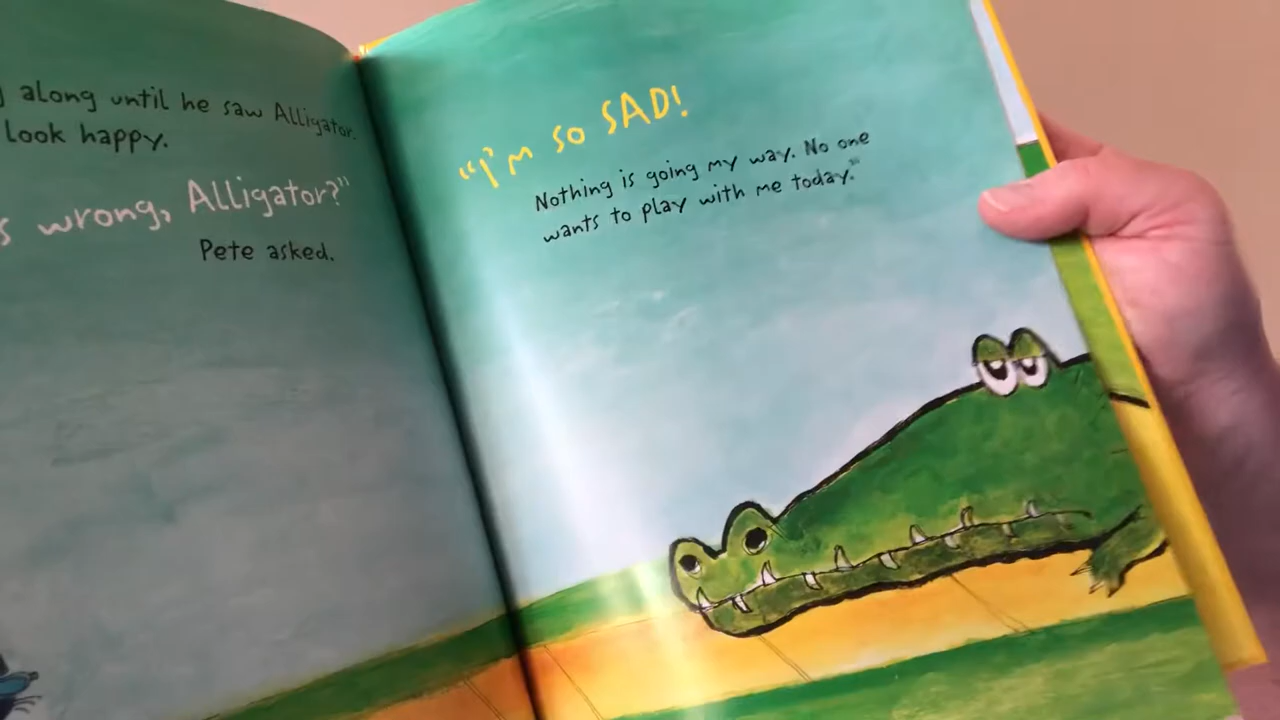 along until he saw Alligator.
look happy.
wrong, Alligator?"
Pete asked.
"I'm so SAD!
Nothing is going my way. No one
wants to play with me today."